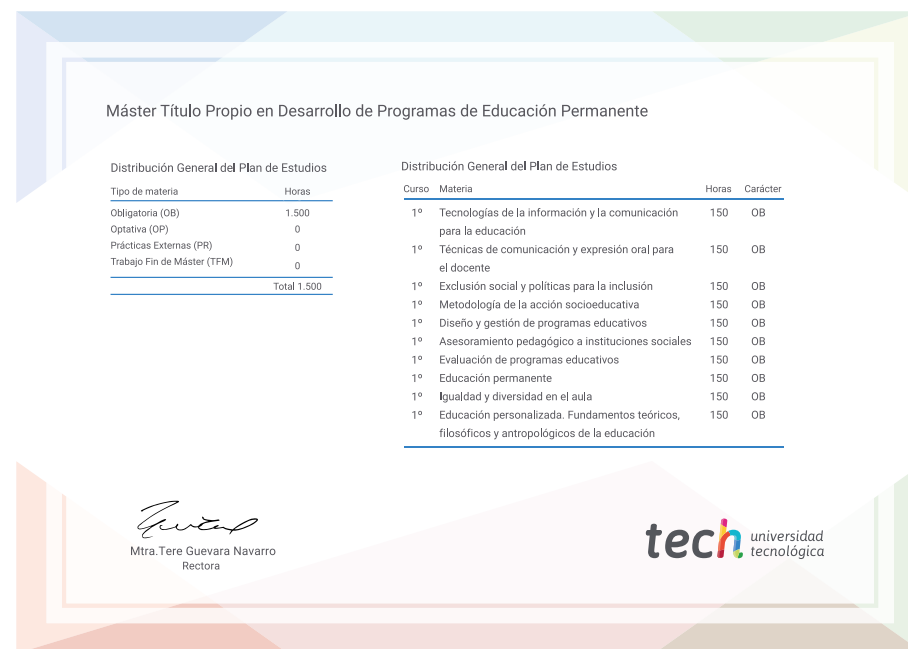 Máster Título Propio en Desarrollo de Programas de Educación Permanente
Distribución General del Plan de Estudios
Tipo de materia Horas
Obligatoria (OB) 1.500
Optativa (OP) 0
Prácticas Externas (PR) 0
Trabajo Fin de Máster (TFM) 0
Total 1.500
Distribución General del Plan de Estudios
Curso Materia Horas Carácter
1º Tecnologías de la información y la comunicación 150 OB
para la educación
1º Técnicas de comunicación y expresión oral para 150 OB
el docente
1º Exclusión social y políticas para la inclusión 150 OB
1º Metodología de la acción socioeducativa 150 OB
1º Diseño y gestión de programas educativos 150 OB
1º Asesoramiento pedagógico a instituciones sociales 150 OB
1º Evaluación de programas educativos 150 OB
1º Educación permanente 150 OB
1º Igualdad y diversidad en el aula 150 OB
1º Educación personalizada. Fundamentos teóricos, 150 OB
filosóficos y antropológicos de la educación
Mtra.Tere Guevara Navarro
Rectora
tech universidad
tecnológica